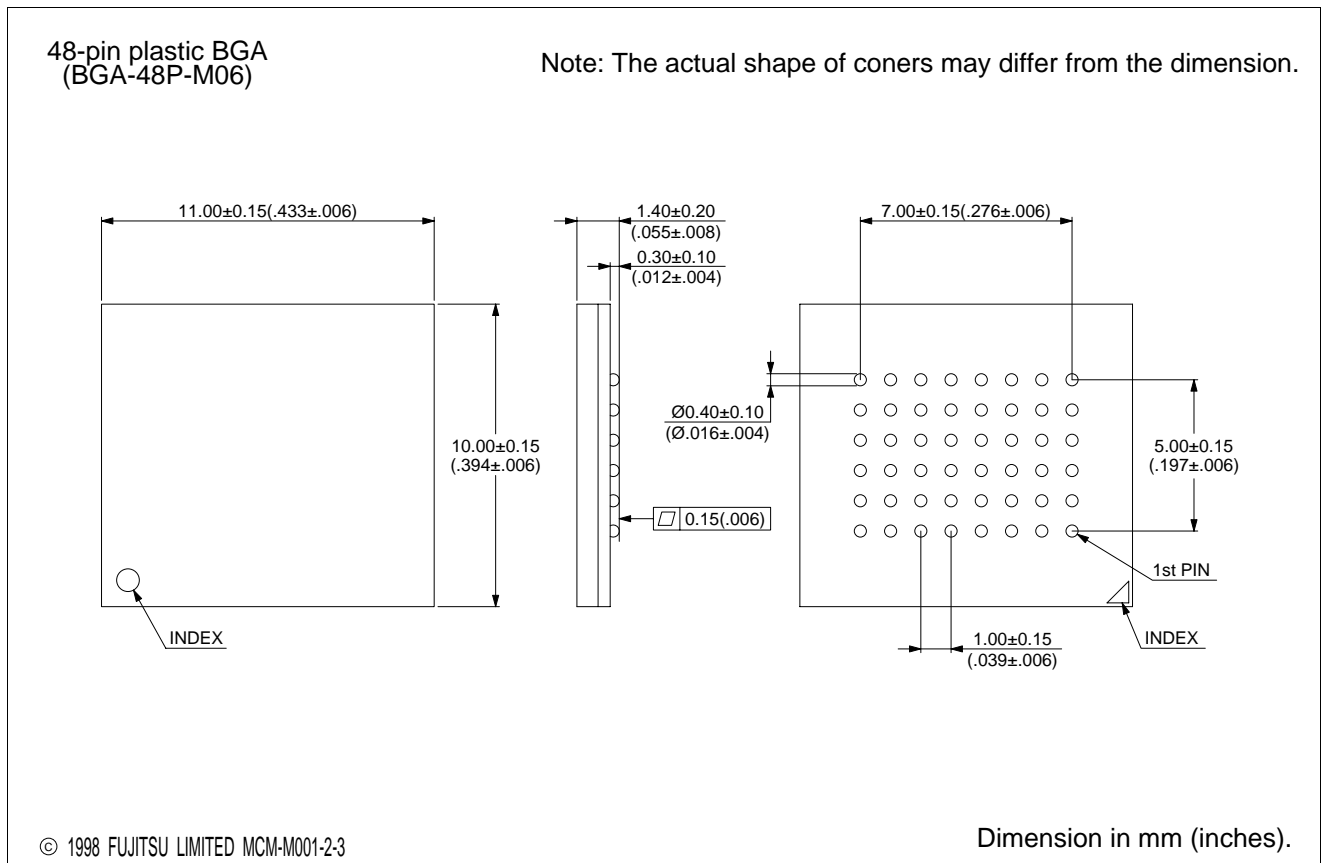 48-pin plastic BGA
(BGA-48P-M06)
Note: The actual shape of coners may differ from the dimension.
11.00±0.15(.433±.006)
1.40±0.20
(.055±.008)
0.30±0.10
(.012±.004)
7.00±0.15(.276±.006)
Ø0.40±0.10
(Ø.016±.004)
10.00±0.15
(.394±.006)
5.00±0.15
(.197±.006)
0.15(.006)
1st PIN
INDEX
1.00±0.15
(.039±.006)
INDEX
© 1998 FUJITSU LIMITED MCM-M001-2-3
Dimension in mm (inches).